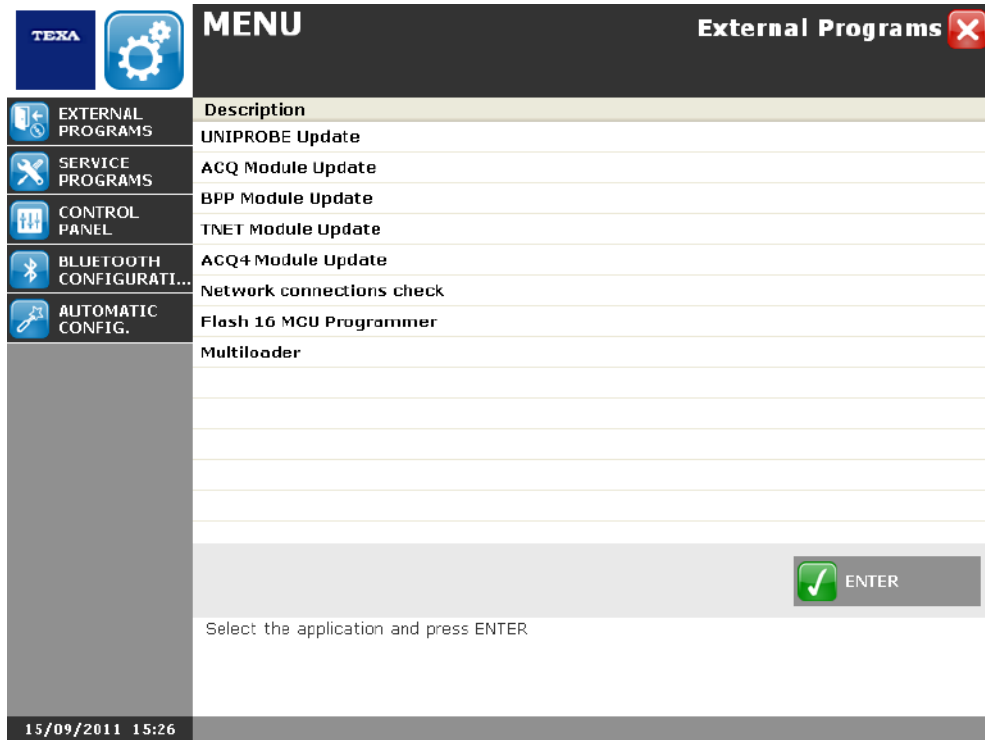 TEXA
MENU
External Programs
EXTERNAL
PROGRAMS
SERVICE
PROGRAMS
CONTROL
PANEL
BLUETOOTH
CONFIGURATI...
AUTOMATIC
CONFIG.
Description
UNIPROBE Update
ACQ Module Update
BPP Module Update
TNET Module Update
ACQ4 Module Update
Network connections check
Flash 16 MCU Programmer
Multiloader
ENTER
Select the application and press ENTER
15/09/2011 15:26